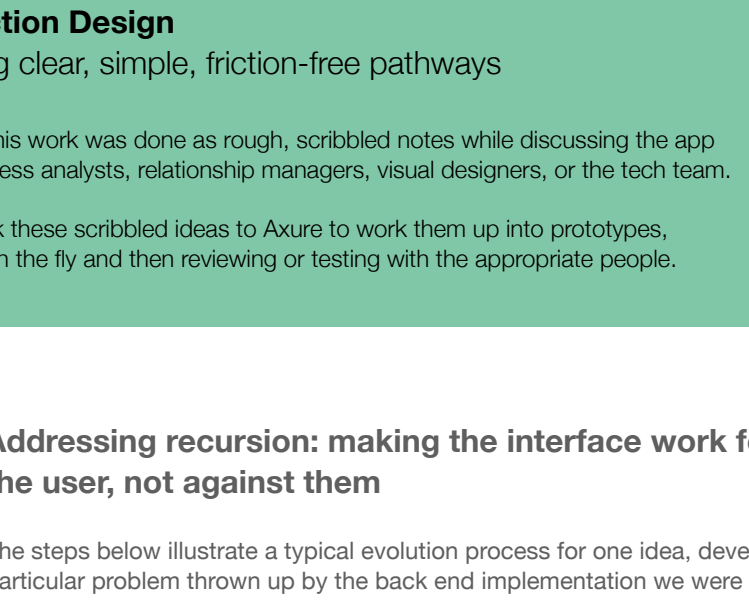 tion Design
g clear, simple, friction-free pathways
his work was done as rough, scribbled notes while discussing the app
ess analysts, relationship managers, visual designers, or the tech team.
k these scribbled ideas to Axure to work them up into prototypes,
n the fly and then reviewing or testing with the appropriate people.
Addressing recursion: making the interface work f
he user, not against them
he steps below illustrate a typical evolution process for one idea, deve
articular problem thrown up by the back end implementation we were